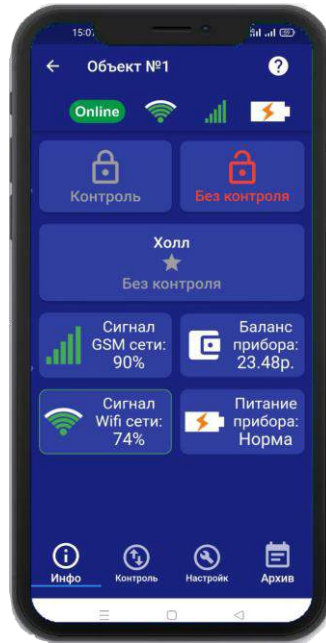 15:07
Объект №1
?
Online
Контроль
Без контроля
Холл
Без контроля
Сигнал
GSM сети:
90%
Баланс
прибора:
23.48р.
Сигнал
Wifi сети:
74%
Питание
прибора:
Норма
Инфо
Контроль
Настройк
Архив